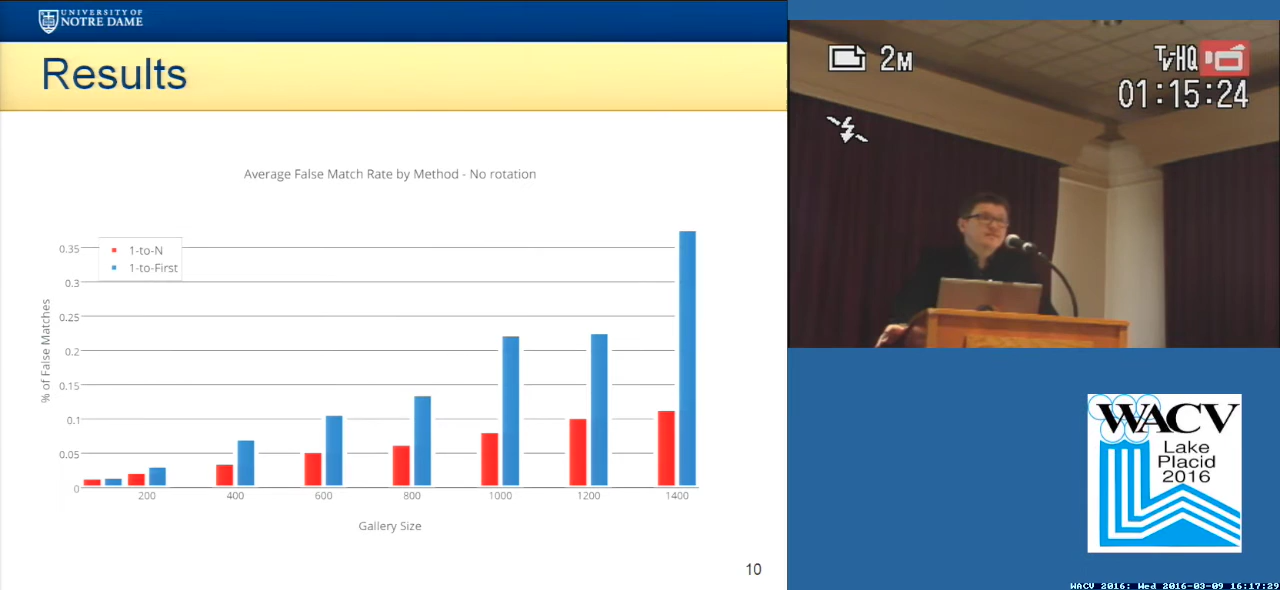 UNIVERSITY OF
NOTRE DAME
Results
Average False Match Rate by Method - No rotation
1-to-N
1-to-First
% of False Matches
0.35
0.3
0.25
0.2
0.15
0.1
0.05
0
200
400
600
800
1000
1200
1400
Gallery Size
10
2M
Tv-HQ
01:15:24
WACV
Lake
Placid
2016
WACV 2016: Wed 2016-03-09 16:17:29